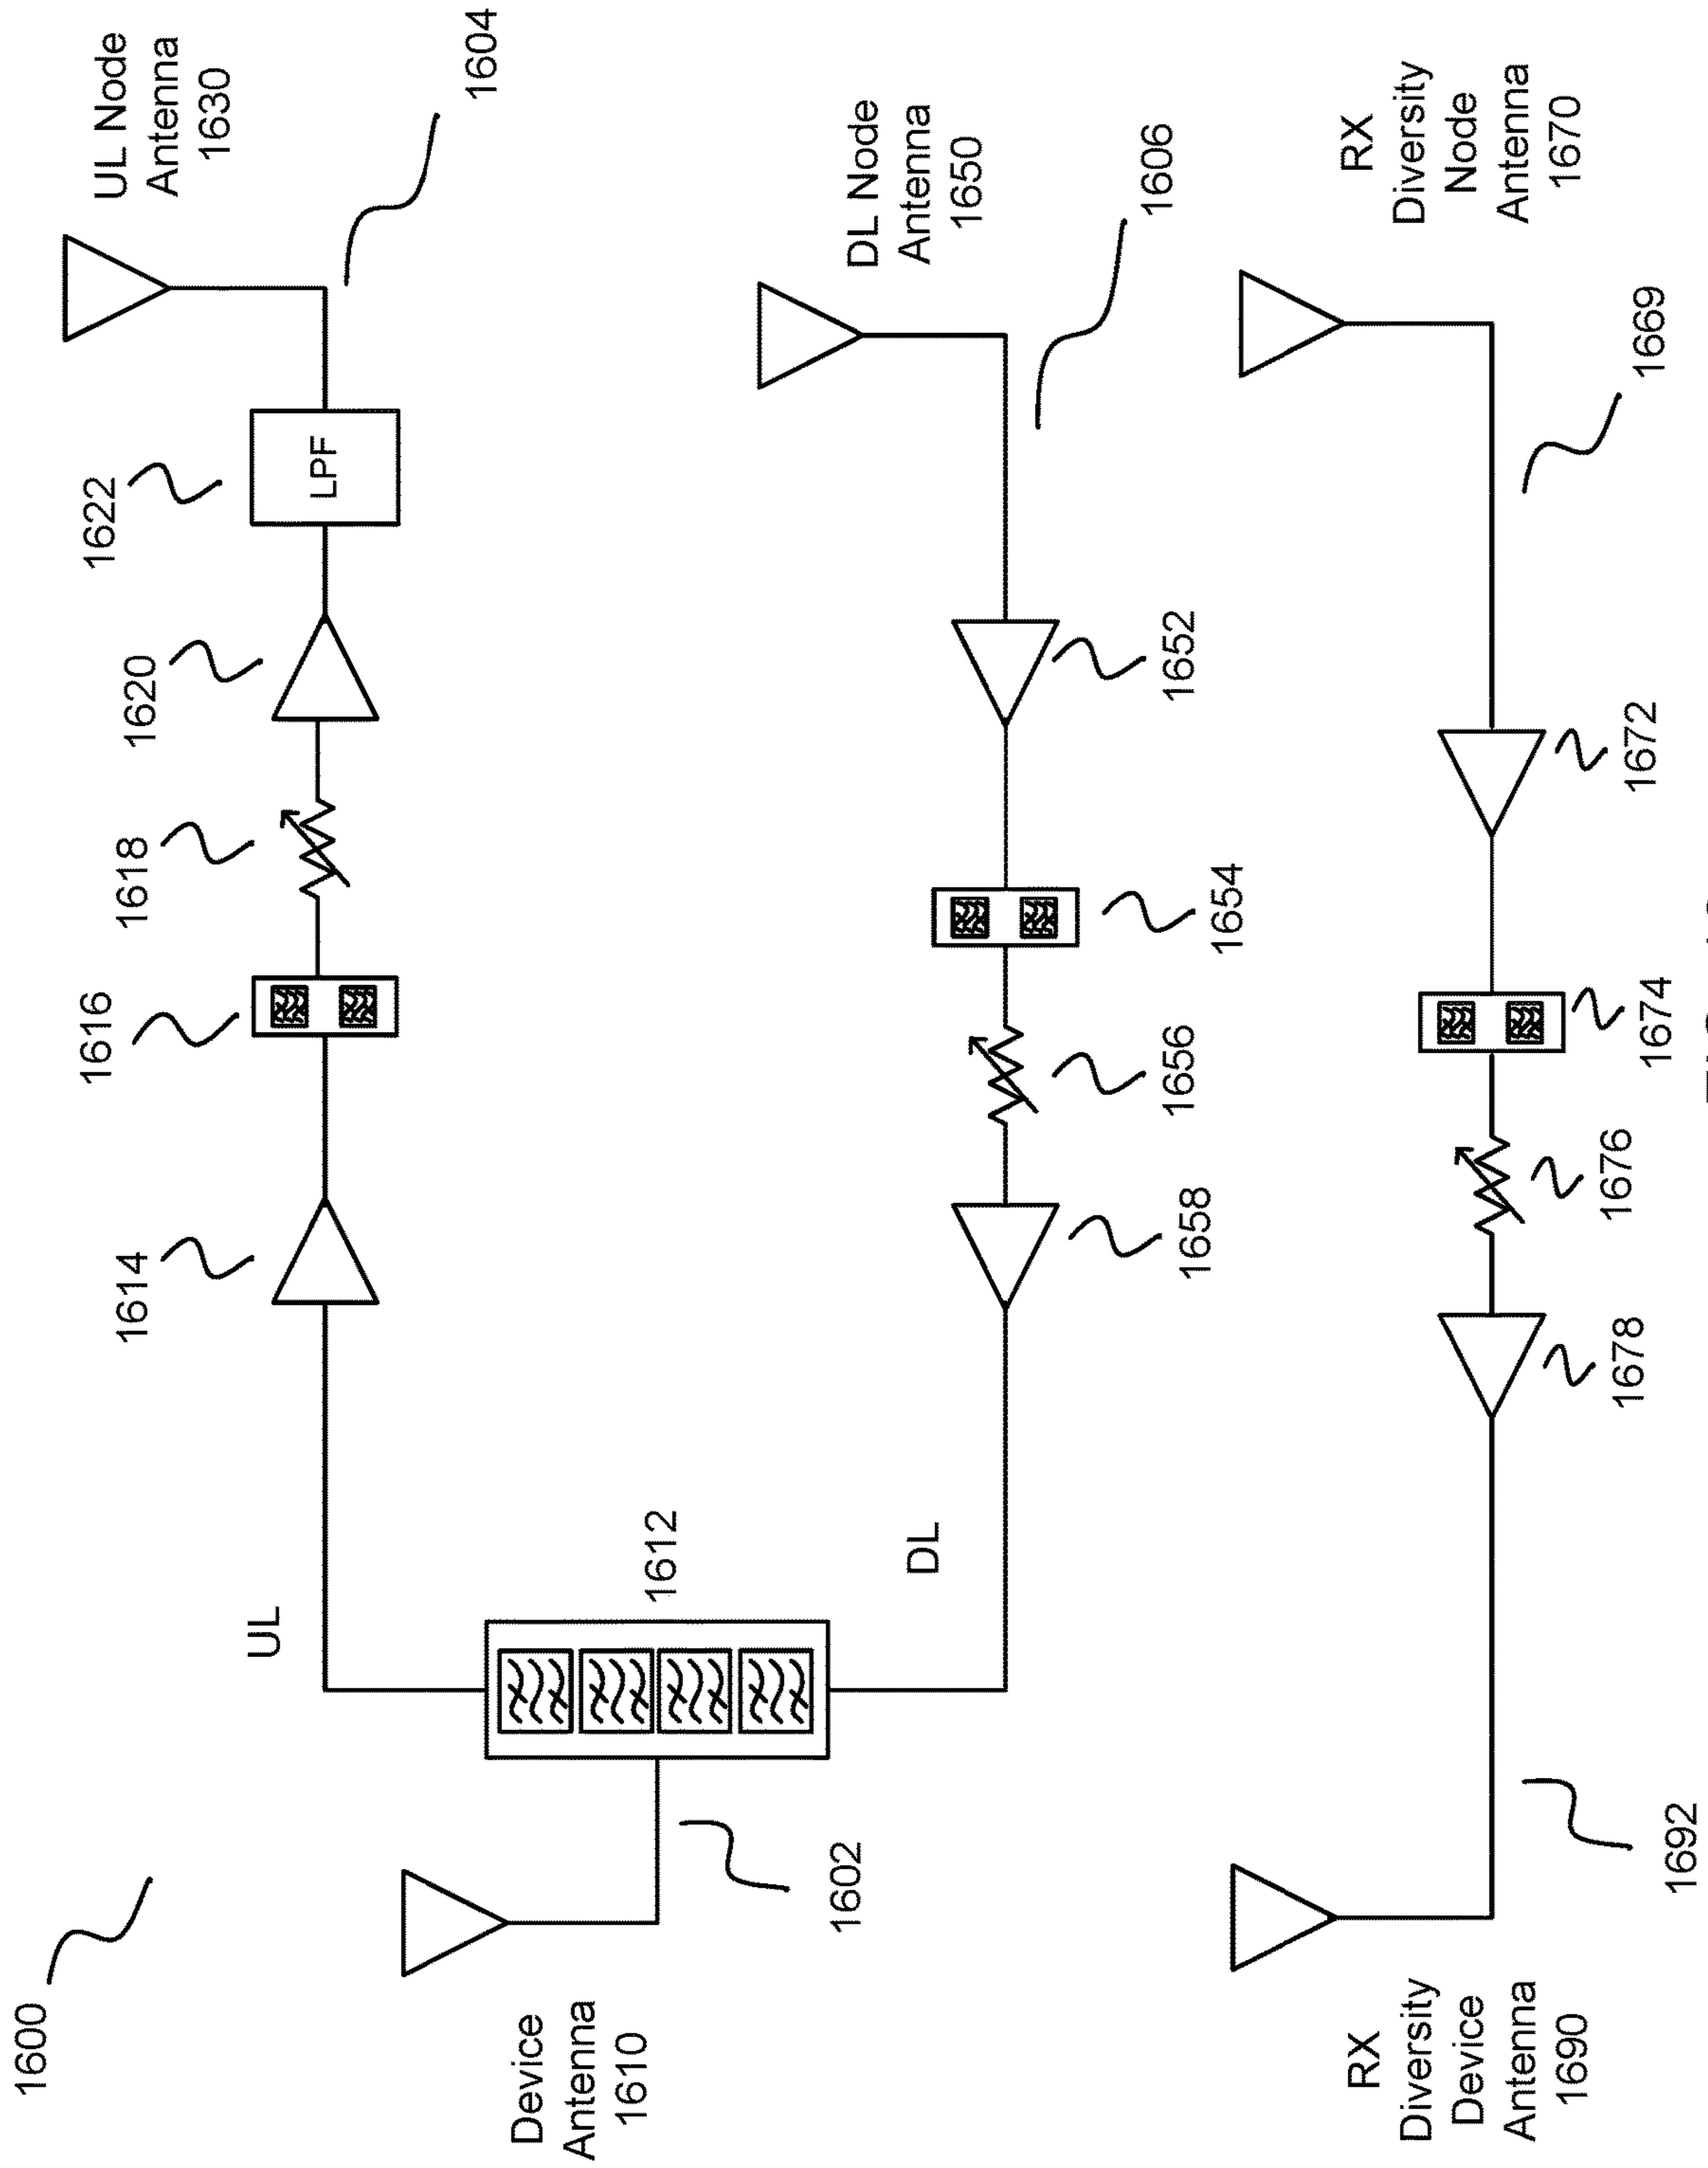 1600
UL Node
Antenna
1630
1604
UL
1614
1616
1618
1620
1622
LPF
Device
Antenna
1610
1602
1612
DL
DL Node
Antenna
1650
1606
1658
1656
1654
1652
RX
Diversity
Device
Antenna
1690
1692
1678
1676
1674
1672
1669
RX
Diversity
Node
Antenna
1670